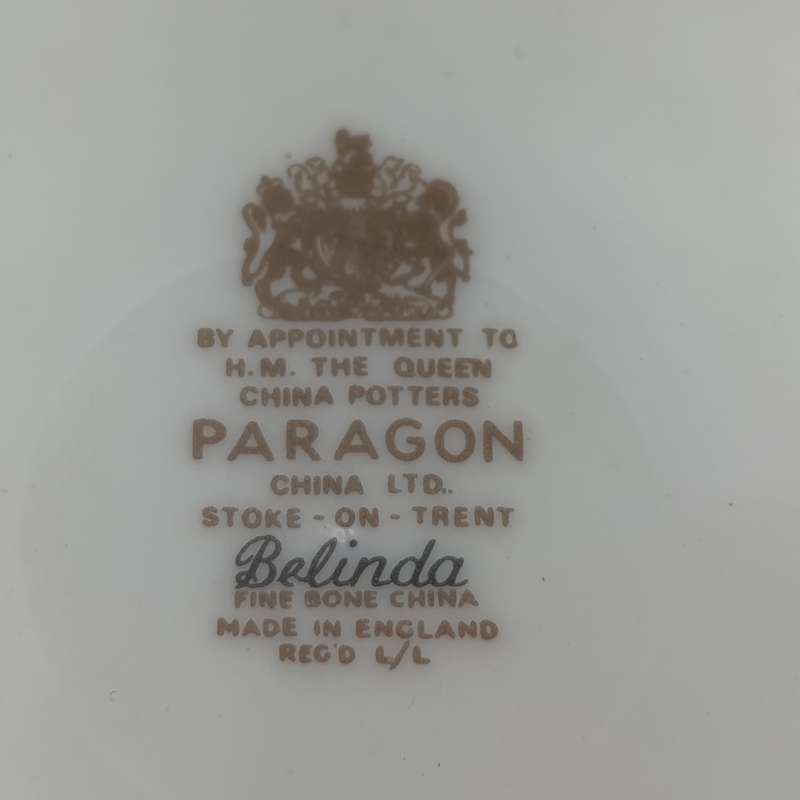 BY APPOINTMENT TO
H.M. THE QUEEN
CHINA POTTERS
PARAGON
CHINA LTD.
STOKE-ON-TRENT
Belinda
FINE BONE CHINA
MADE IN ENGLAND
REG'D L/L